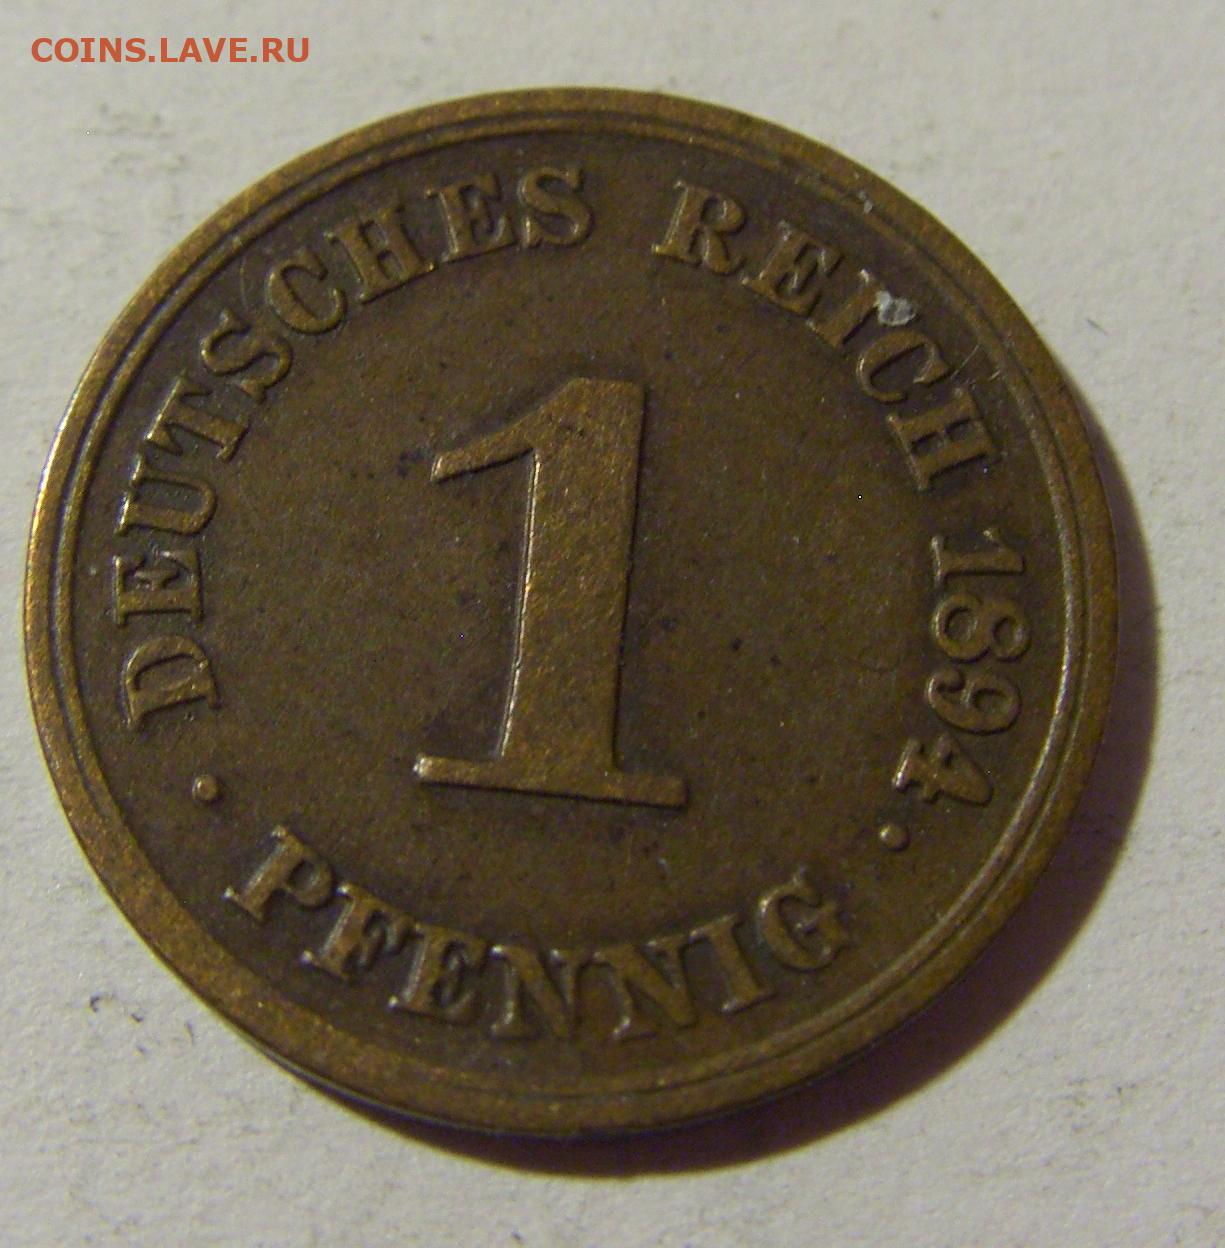 COINS.LAVE.RU
· DEUTSCHES REICH 1894 ·
1
PFENNIG